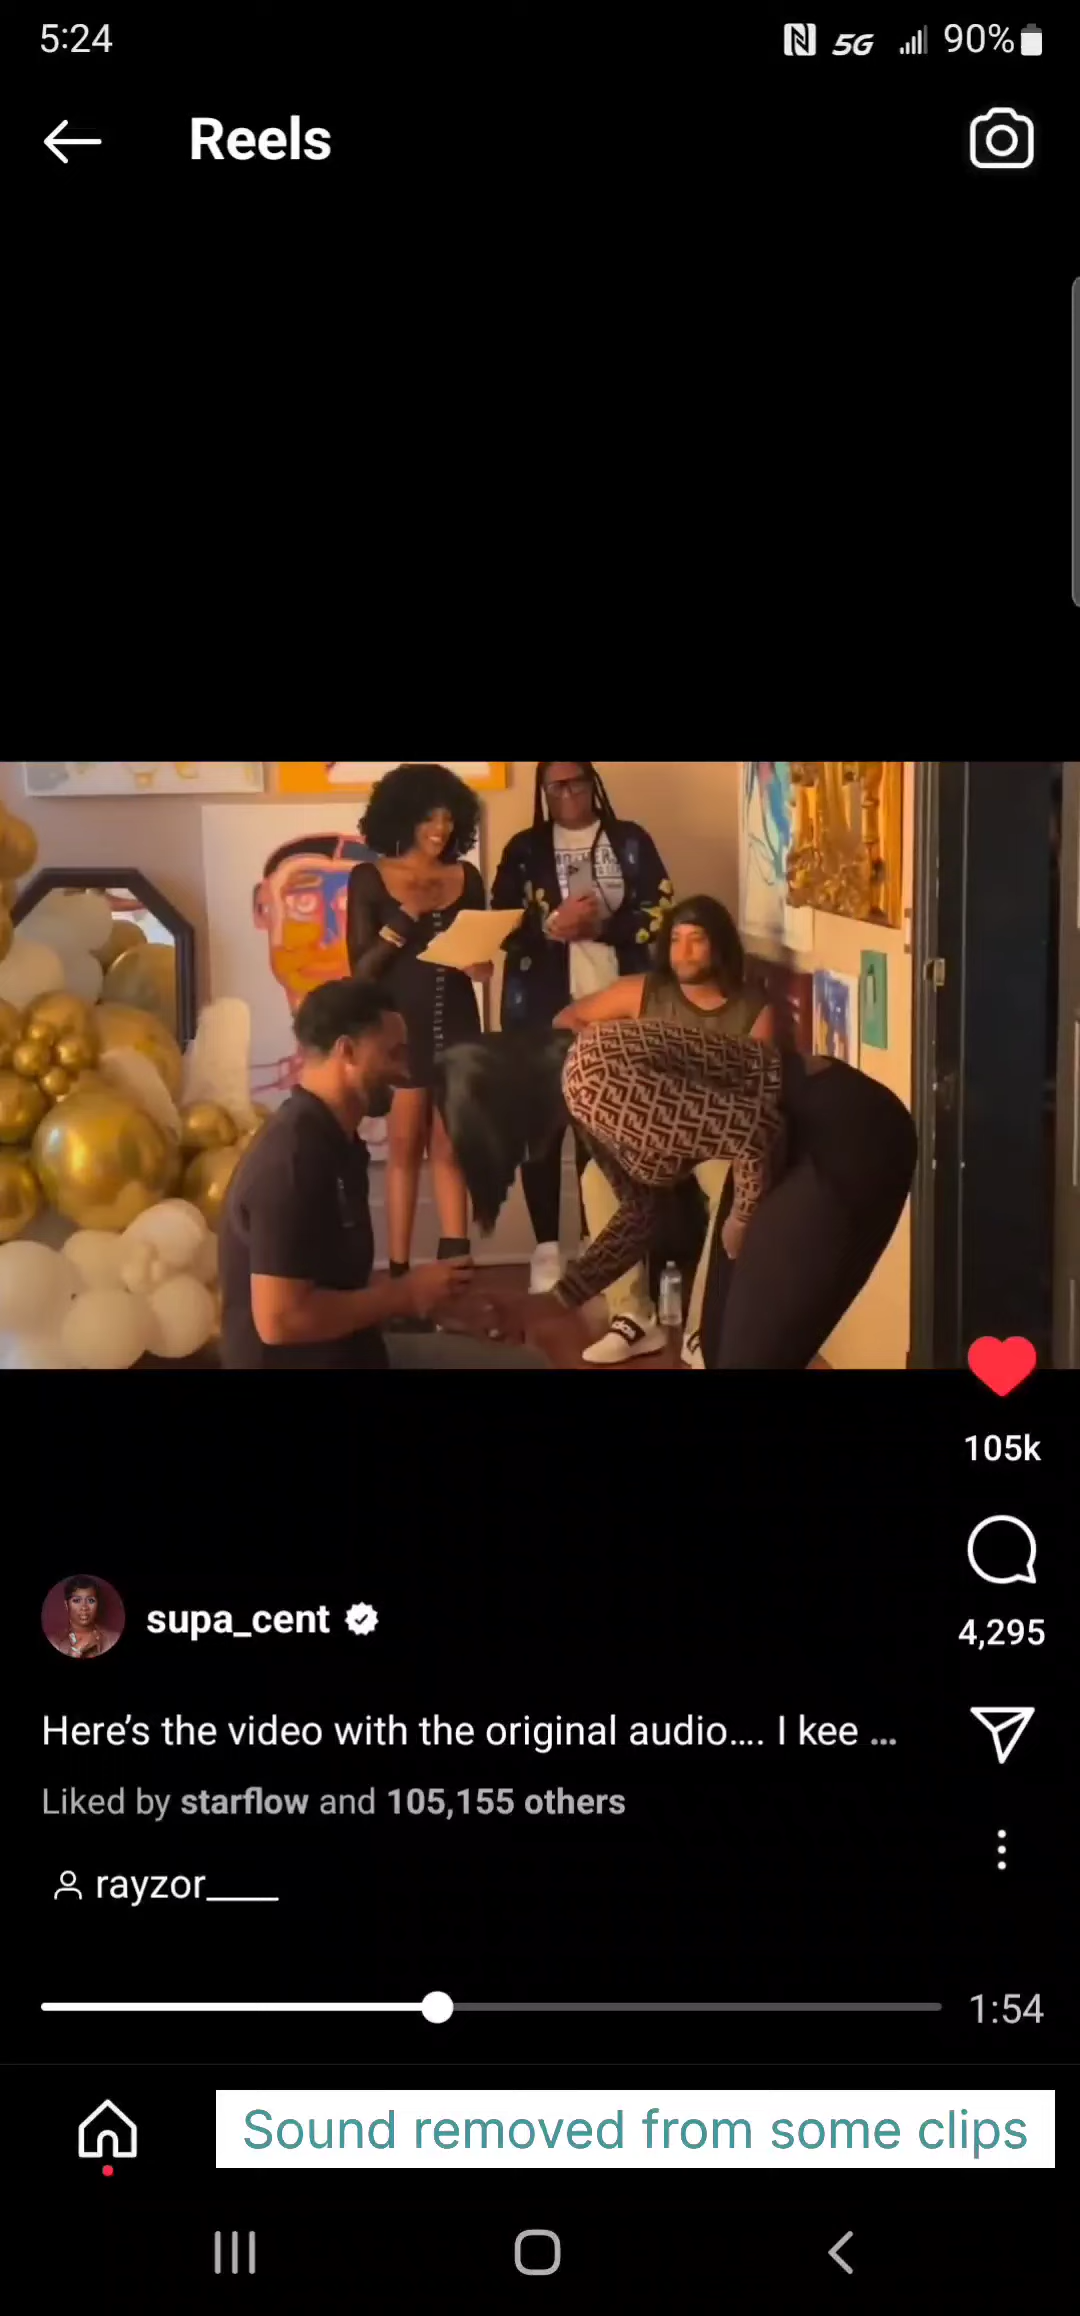 5:24
5G
90%
Reels
105k
4,295
supa_cent
Here’s the video with the original audio.... I kee ...
Liked by starflow and 105,155 others
rayzor____
1:54
Sound removed from some clips